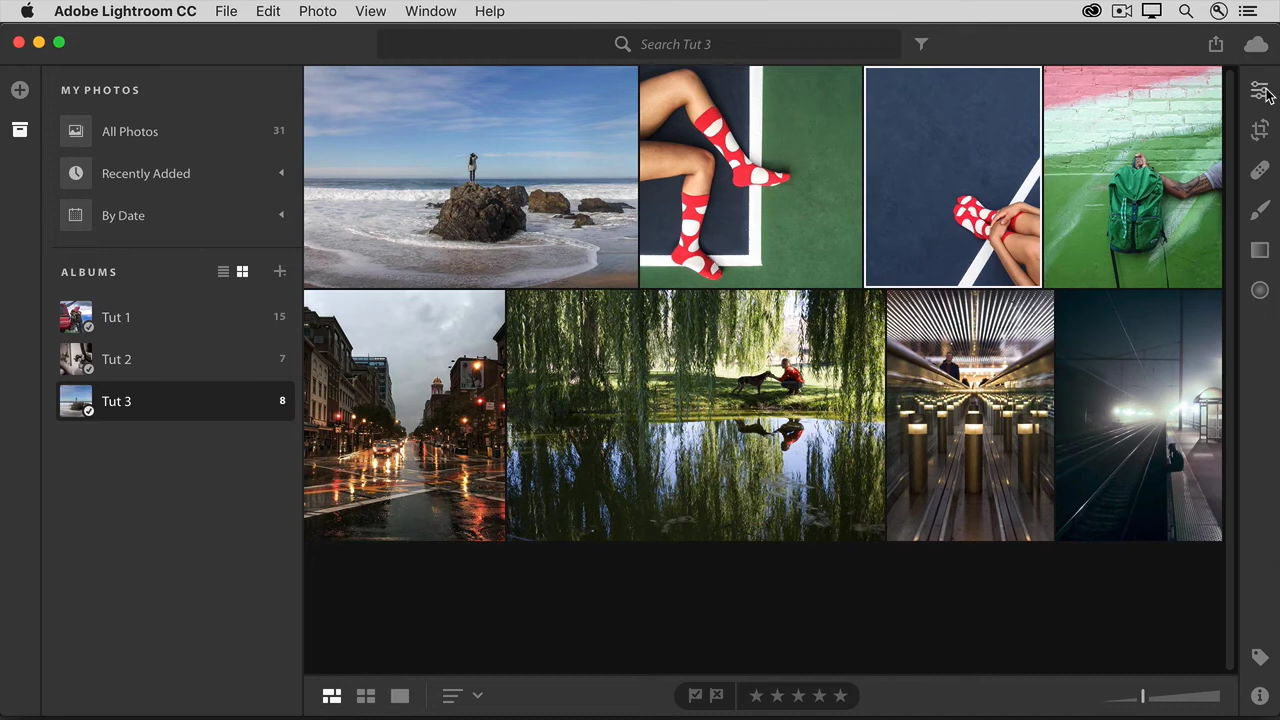 Adobe Lightroom CC File Edit Photo View Window Help
Search Tut 3
MY PHOTOS
All Photos 31
Recently Added
By Date
ALBUMS
Tut 1 15
Tut 2 7
Tut 3 8